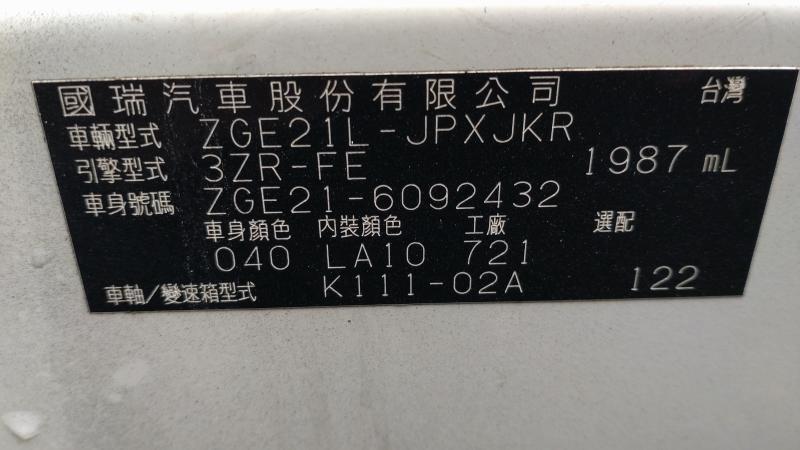 國瑞汽車股份有限公司 台灣
車輛型式 ZGE21L-JPXJKR
引擎型式 3ZR-FE 1987 mL
車身號碼 ZGE21-6092432
車身顏色 內裝顏色 工廠 選配
040 LA10 721
車軸/變速箱型式 K111-02A 122